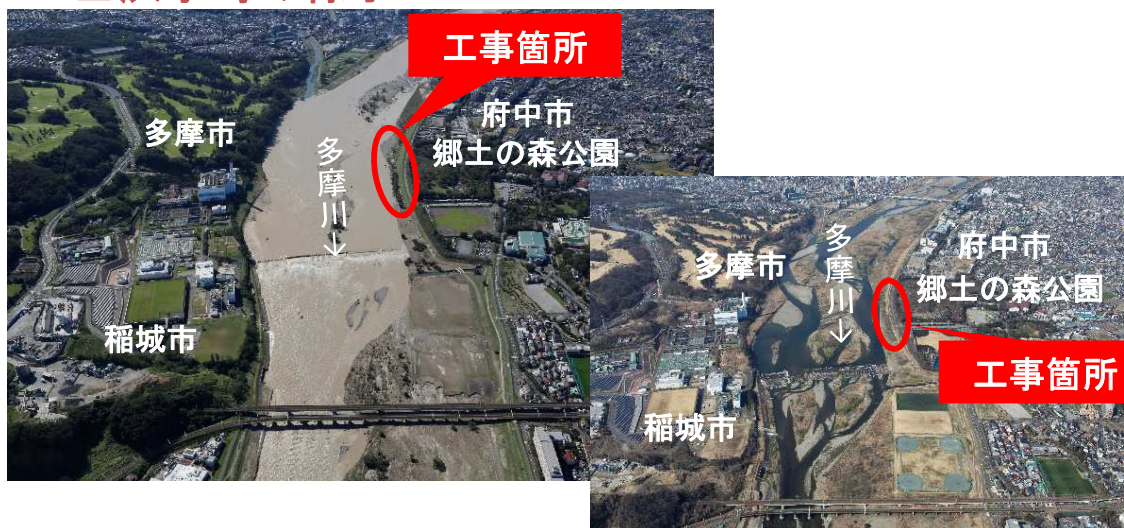 工事箇所
多摩市
府中市
郷土の森公園
多摩川↓
稲城市
多摩市
多摩川↓
府中市
郷土の森公園
工事箇所
稲城市